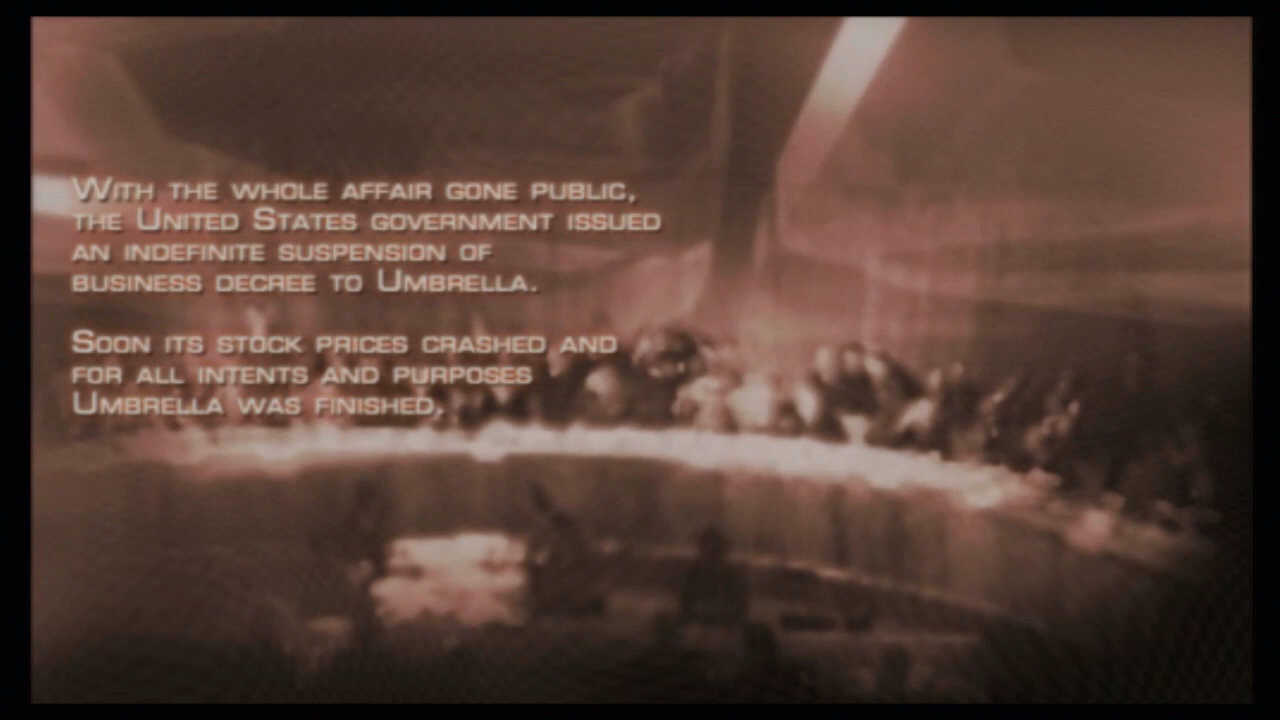 With the whole affair gone public,
the United States government issued
an indefinite suspension of
business decree to Umbrella.
Soon its stock prices crashed and
for all intents and purposes
Umbrella was finished.